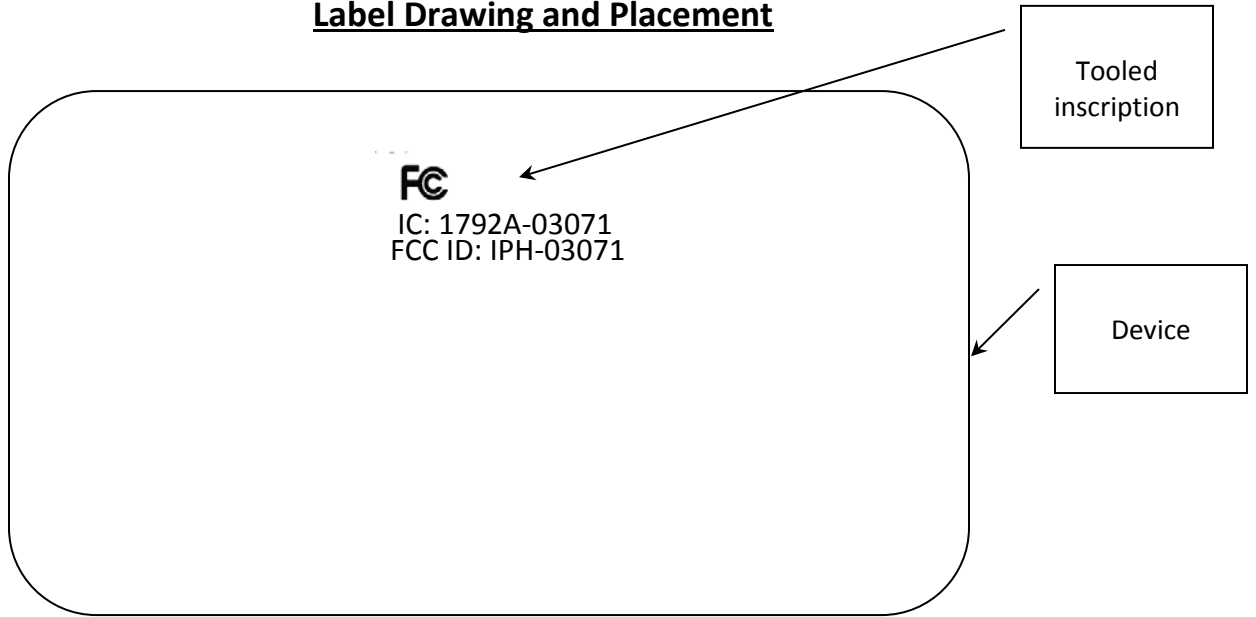 Label Drawing and Placement
Tooled
inscription
FC
IC: 1792A-03071
FCC ID: IPH-03071
Device